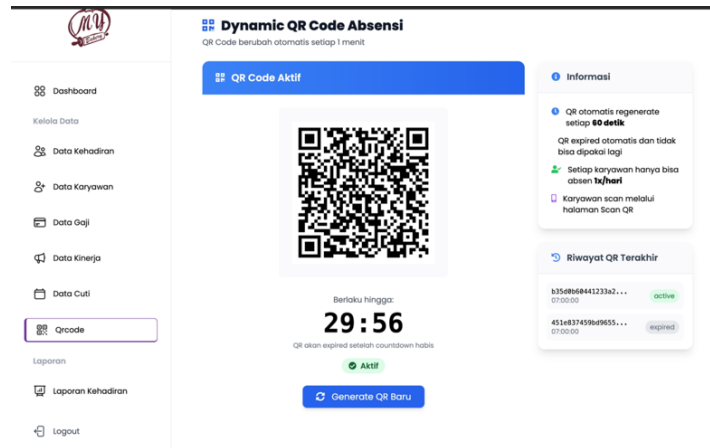 MY
Bakery
Dashboard
Kelola Data
Data Kehadiran
Data Karyawan
Data Gaji
Data Kinerja
Data Cuti
Qrcode
Laporan
Laporan Kehadiran
Logout
Dynamic QR Code Absensi
QR Code berubah otomatis setiap 1 menit
QR Code Aktif
Berlaku hingga:
29:56
QR akan expired setelah countdown habis
Aktif
Generate QR Baru
Informasi
QR otomatis regenerate
setiap 60 detik
QR expired otomatis dan tidak
bisa dipakai lagi
Setiap karyawan hanya bisa
absen 1x/hari
Karyawan scan melalui
halaman Scan QR
Riwayat QR Terakhir
b35d0b60441233a2...
07:00:00
active
451e837459bd9655...
07:00:00
expired